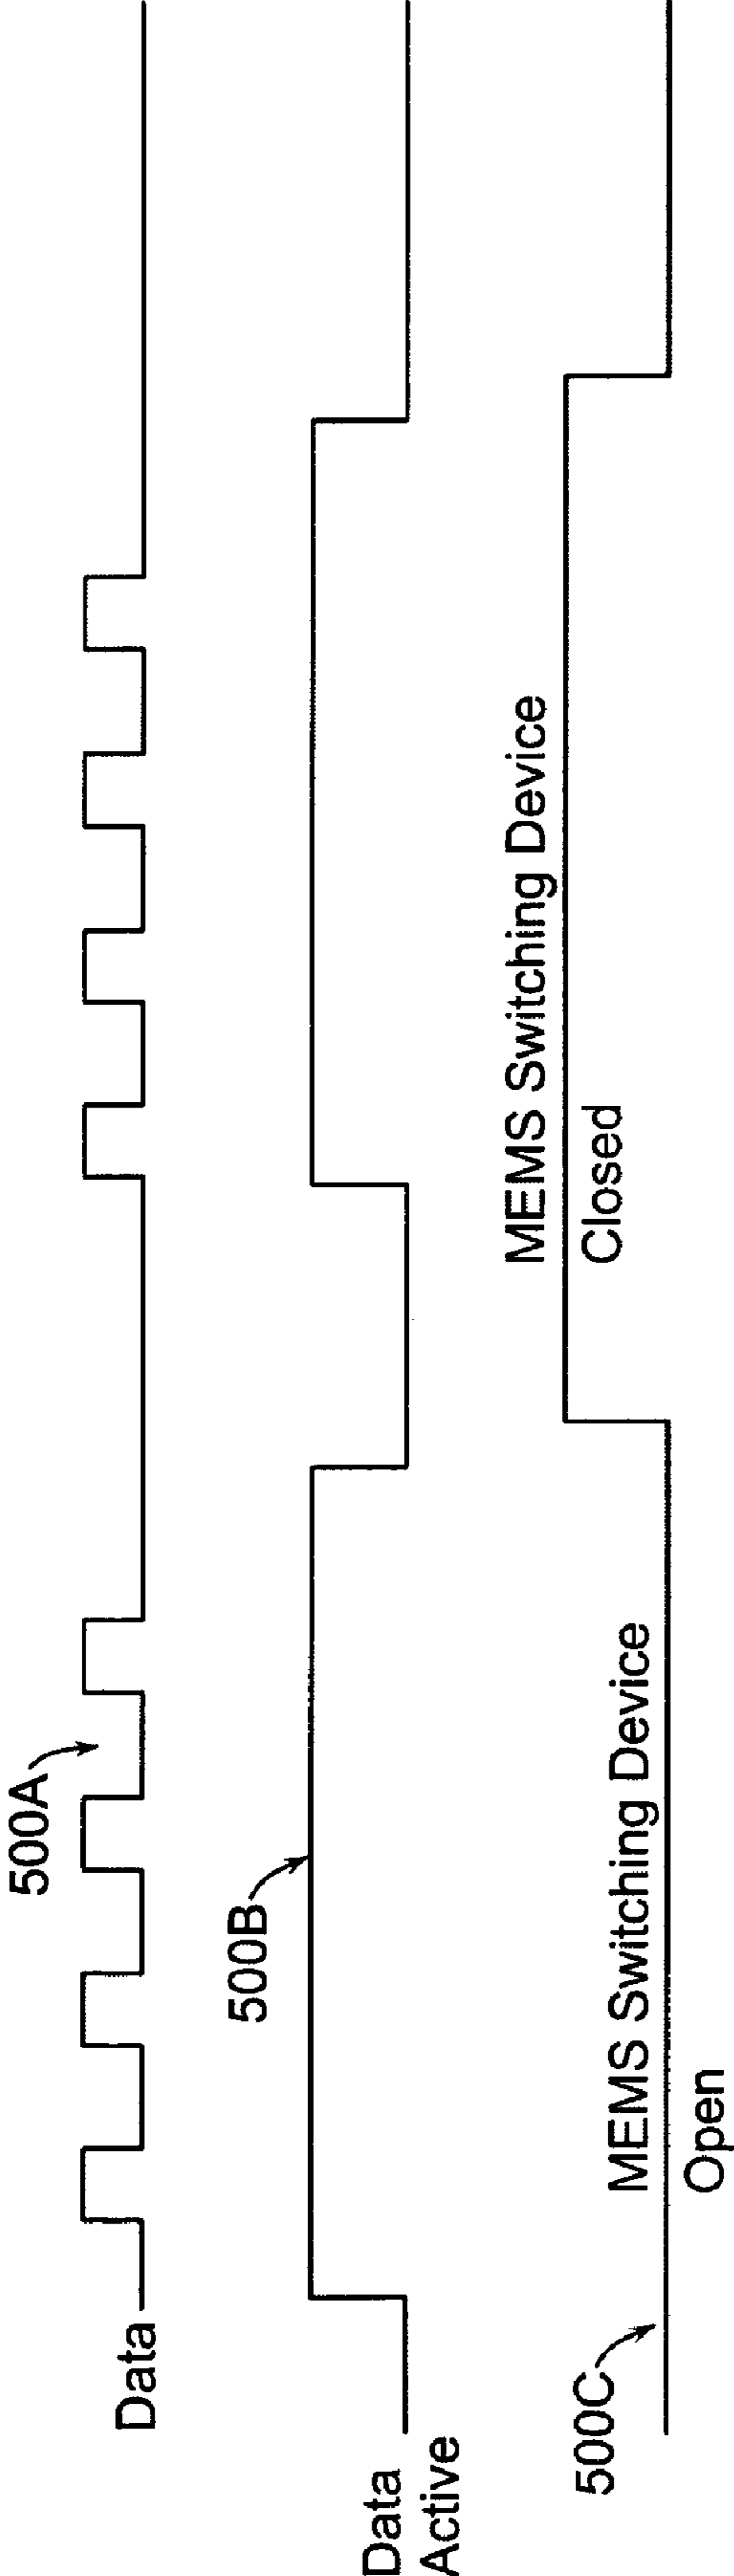 500A
Data
500B
Data
Active
MEMS Switching Device
Closed
500C
MEMS Switching Device
Open